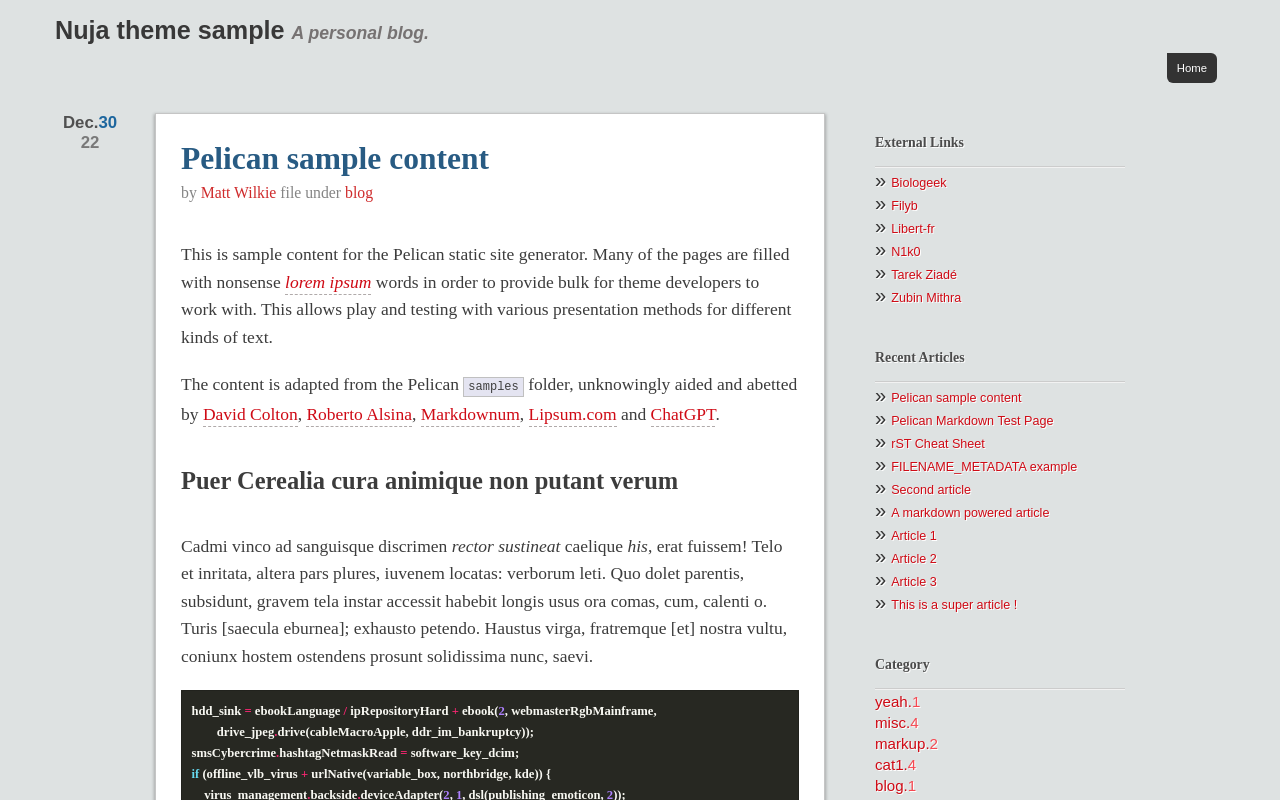 Nuja theme sample A personal blog.
Home
Dec.30
22
Pelican sample content
by Matt Wilkie file under blog
This is sample content for the Pelican static site generator. Many of the pages are filled
with nonsense lorem ipsum words in order to provide bulk for theme developers to
work with. This allows play and testing with various presentation methods for different
kinds of text.
The content is adapted from the Pelican samples folder, unknowingly aided and abetted
by David Colton, Roberto Alsina, Markdownum, Lipsum.com and ChatGPT.
Puer Cerealia cura animique non putant verum
Cadmi vinco ad sanguisque discrimen rector sustineat caelique his, erat fuissem! Telo
et inritata, altera pars plures, iuvenem locatas: verborum leti. Quo dolet parentis,
subsidunt, gravem tela instar accessit habebit longis usus ora comas, cum, calenti o.
Turis [saecula eburnea]; exhausto petendo. Haustus virga, fratremque [et] nostra vultu,
coniunx hostem ostendens prosunt solidissima nunc, saevi.
hdd_sink = ebookLanguage / ipRepositoryHard + ebook(2, webmasterRgbMainframe,
drive_jpeg.drive(cableMacroApple, ddr_im_bankruptcy));
smsCybercrime.hashtagNetmaskRead = software_key_dcim;
if (offline_vlb_virus + urlNative(variable_box, northbridge, kde)) {
virus_management.backside.deviceAdapter(2, 1, dsl(publishing_emoticon, 2));
External Links
» Biologeek
» Filyb
» Libert-fr
» N1k0
» Tarek Ziadé
» Zubin Mithra
Recent Articles
» Pelican sample content
» Pelican Markdown Test Page
» rST Cheat Sheet
» FILENAME_METADATA example
» Second article
» A markdown powered article
» Article 1
» Article 2
» Article 3
» This is a super article !
Category
yeah.1
misc.4
markup.2
cat1.4
blog.1